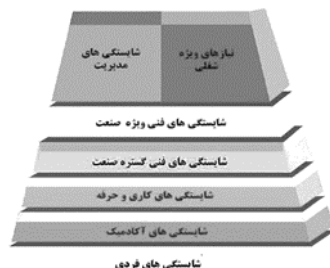 شایستگی های
مدیریت
نیازهای ویژه
شغلی
شایستگی های فنی ویژه صنعت
شایستگی های فنی گستره صنعت
شایستگی های کاری و حرفه
شایستگی های آکادمیک
شایستگی های فردی